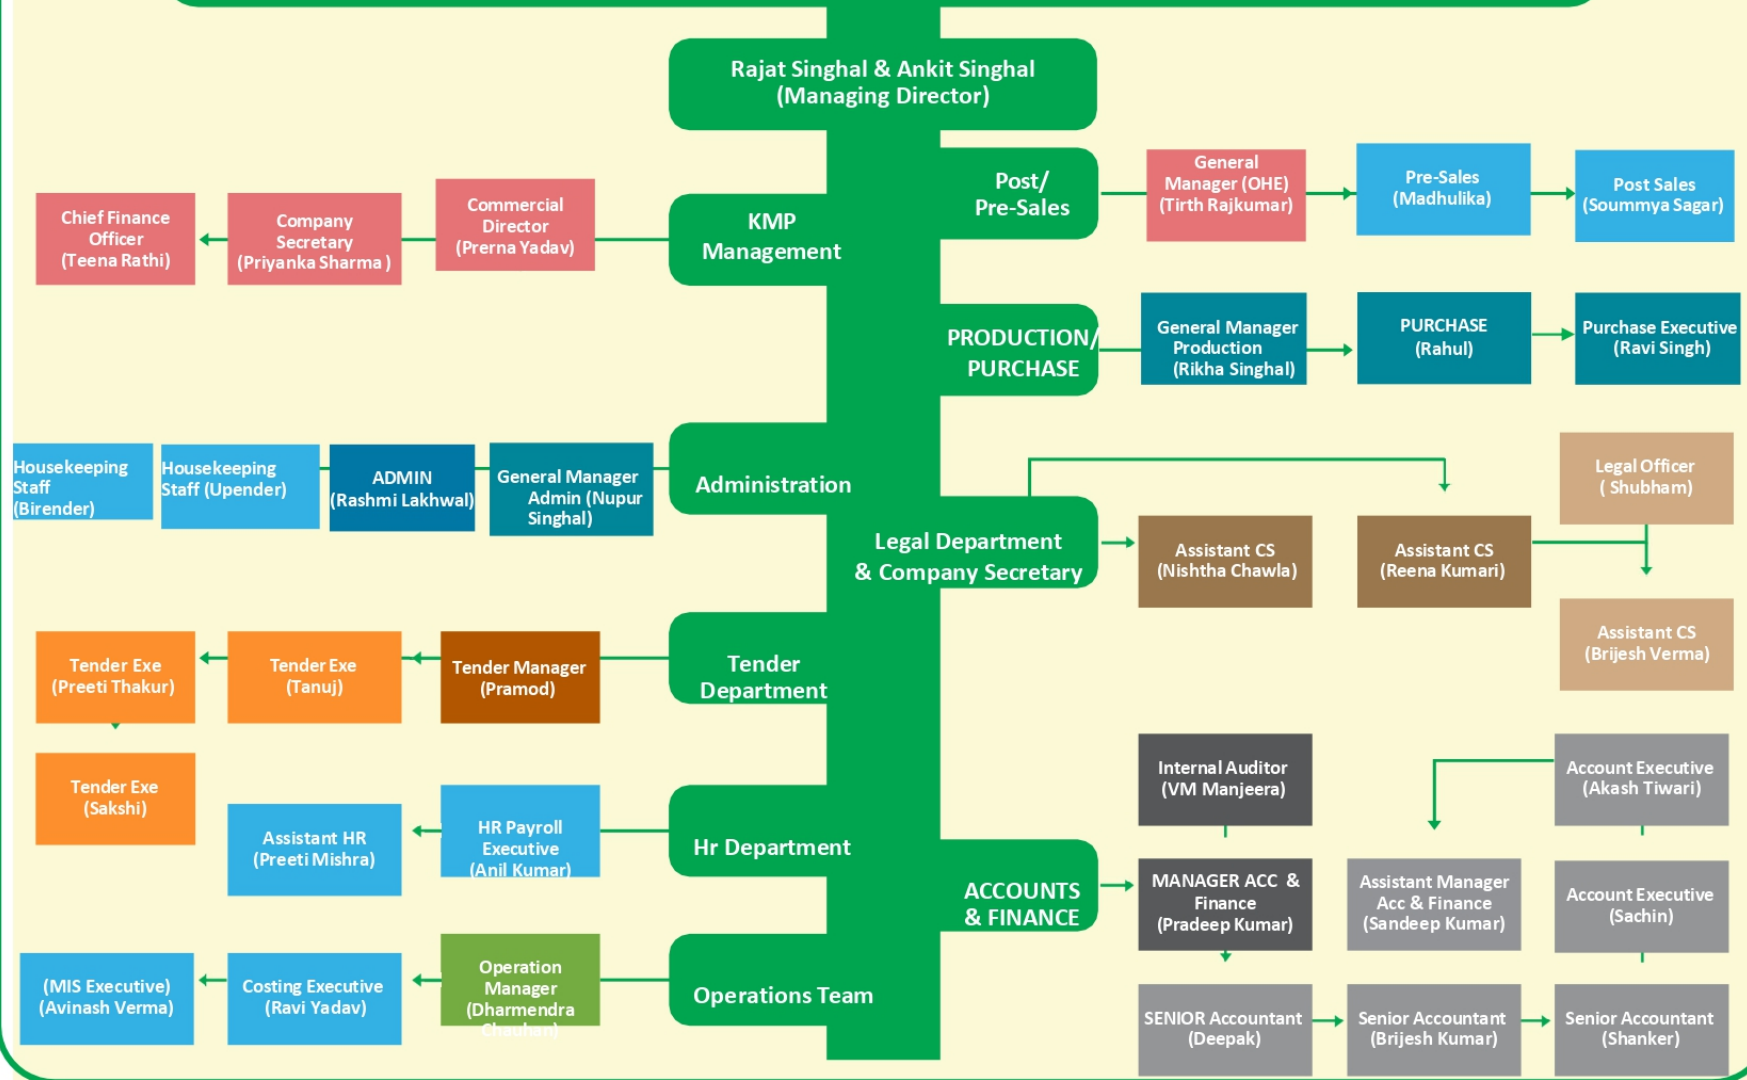 Rajat Singhal & Ankit Singhal
(Managing Director)
Post/
Pre-Sales
General
Manager (OHE)
(Tirth Rajkumar)
Pre-Sales
(Madhulika)
Post Sales
(Soummya Sagar)
KMP
Management
Commercial
Director
(Prerna Yadav)
Company
Secretary
(Priyanka Sharma )
Chief Finance
Officer
(Teena Rathi)
PRODUCTION/
PURCHASE
General Manager
Production
(Rikha Singhal)
PURCHASE
(Rahul)
Purchase Executive
(Ravi Singh)
Administration
General Manager
Admin (Nupur
Singhal)
ADMIN
(Rashmi Lakhwal)
Housekeeping
Staff (Upender)
Housekeeping
Staff
(Birender)
Legal Department
& Company Secretary
Assistant CS
(Nishtha Chawla)
Assistant CS
(Reena Kumari)
Legal Officer
( Shubham)
Assistant CS
(Brijesh Verma)
Tender
Department
Tender Manager
(Pramod)
Tender Exe
(Tanuj)
Tender Exe
(Preeti Thakur)
Tender Exe
(Sakshi)
Hr Department
HR Payroll
Executive
(Anil Kumar)
Assistant HR
(Preeti Mishra)
ACCOUNTS
& FINANCE
Internal Auditor
(VM Manjeera)
MANAGER ACC &
Finance
(Pradeep Kumar)
Assistant Manager
Acc & Finance
(Sandeep Kumar)
Account Executive
(Akash Tiwari)
Account Executive
(Sachin)
SENIOR Accountant
(Deepak)
Senior Accountant
(Brijesh Kumar)
Senior Accountant
(Shanker)
Operations Team
Operation
Manager
(Dharmendra
Chauhan)
Costing Executive
(Ravi Yadav)
(MIS Executive)
(Avinash Verma)